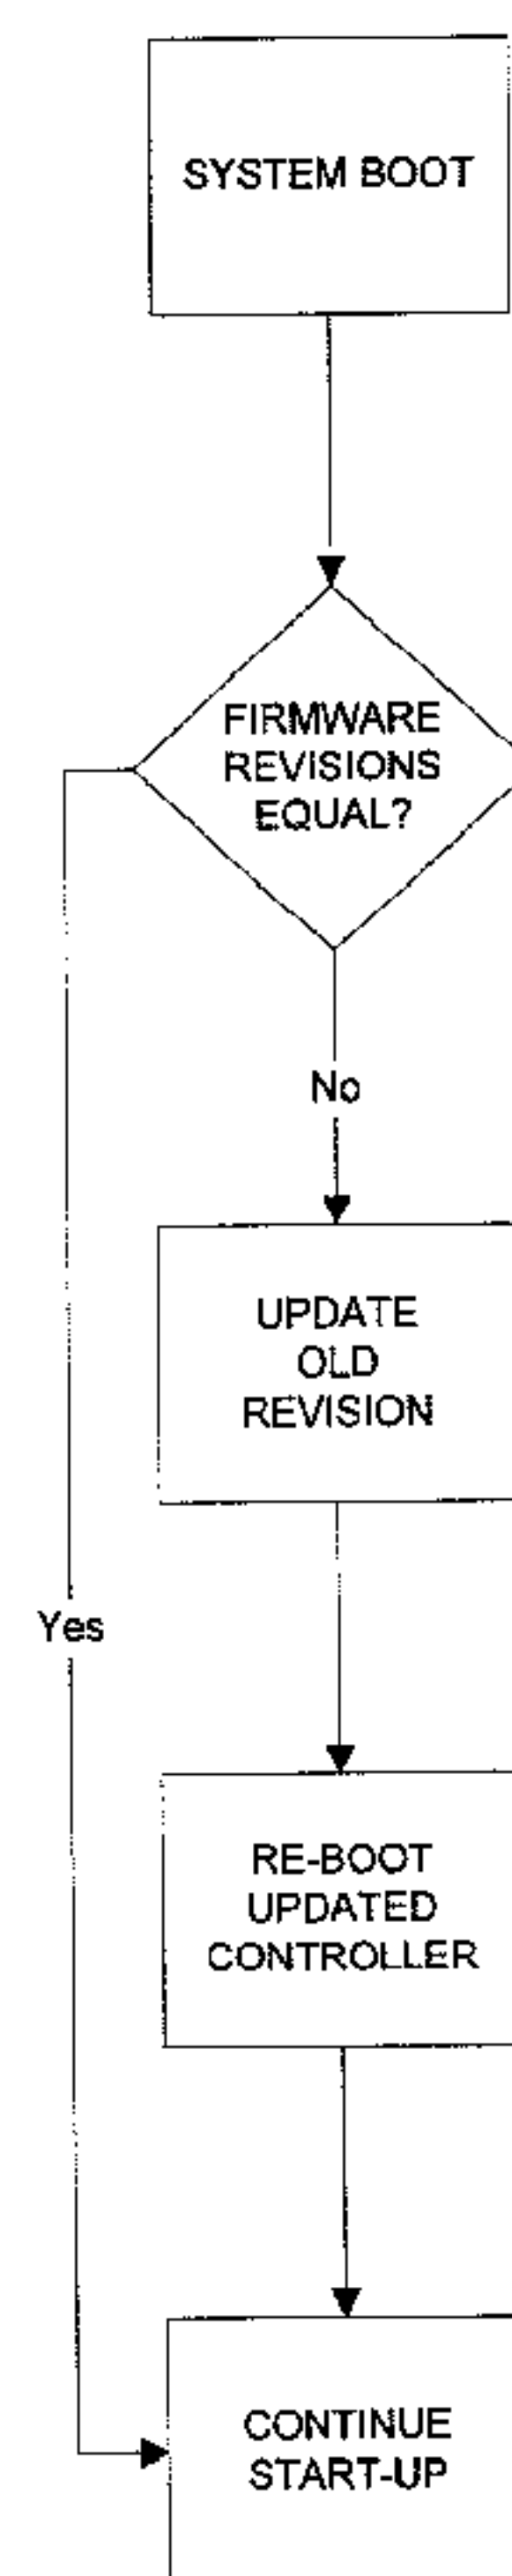 SYSTEM BOOT
FIRMWARE
REVISIONS
EQUAL?
No
UPDATE
OLD
REVISION
Yes
RE-BOOT
UPDATED
CONTROLLER
CONTINUE
START-UP